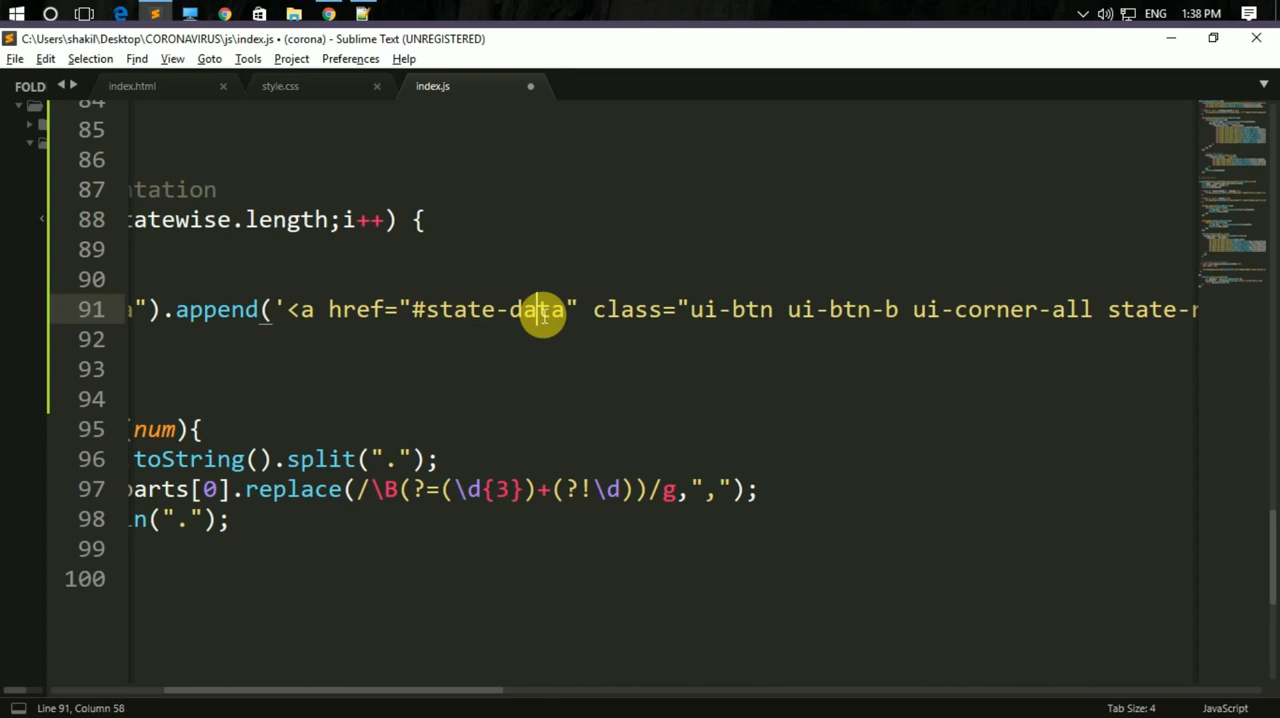 ENG 1:38 PM
C:\Users\shakil\Desktop\CORONAVIRUS\js\index.js • (corona) - Sublime Text (UNREGISTERED)
File Edit Selection Find View Goto Tools Project Preferences Help
FOLD index.html style.css index.js
84
85
86
87 ntation
88 tatewise.length;i++) {
89
90
91 a").append('<a href="#state-data" class="ui-btn ui-btn-b ui-corner-all state-n
92
93
94
95 (num){
96 toString().split(".");
97 parts[0].replace(/\B(?=(\d{3})+(?!\d))/g,",");
98 in(".");
99
100
Line 91, Column 58 Tab Size: 4 JavaScript